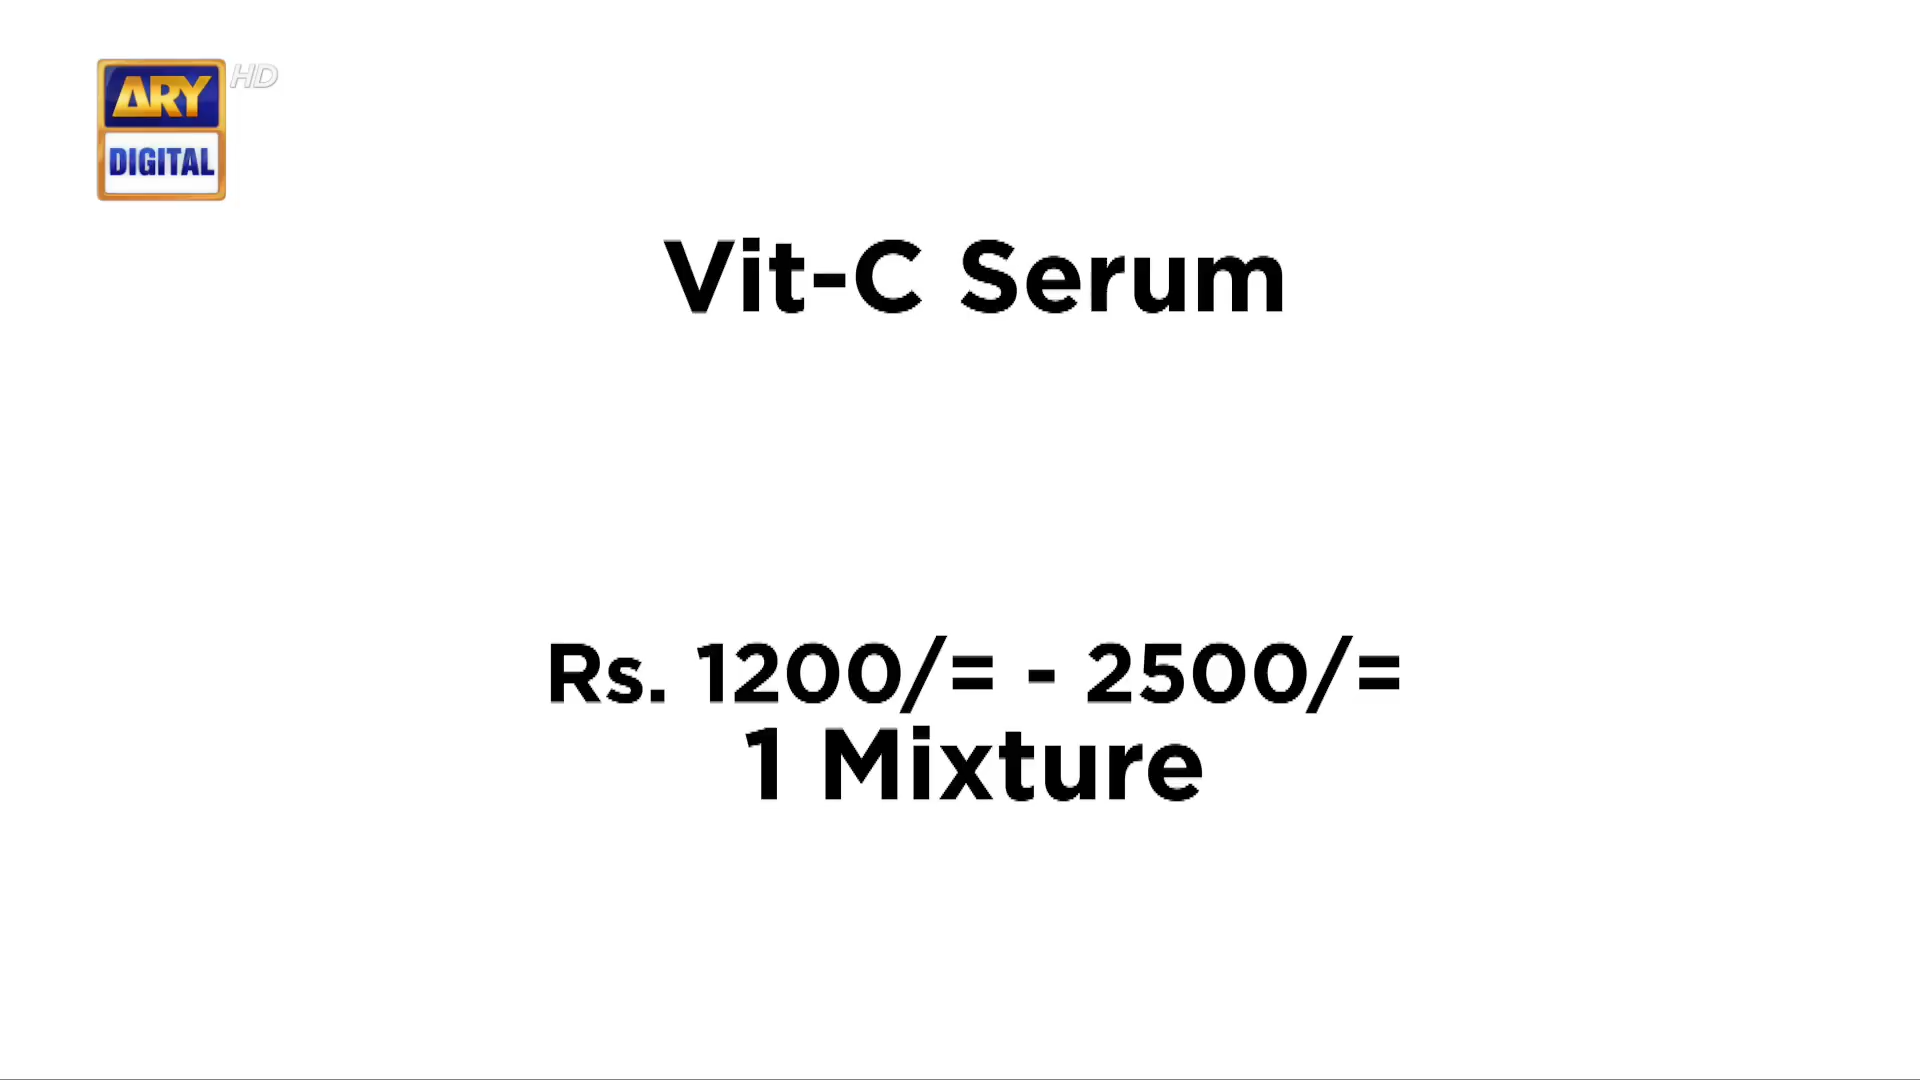 ARY
HD
DIGITAL
Vit-C Serum
Rs. 1200/= - 2500/=
1 Mixture